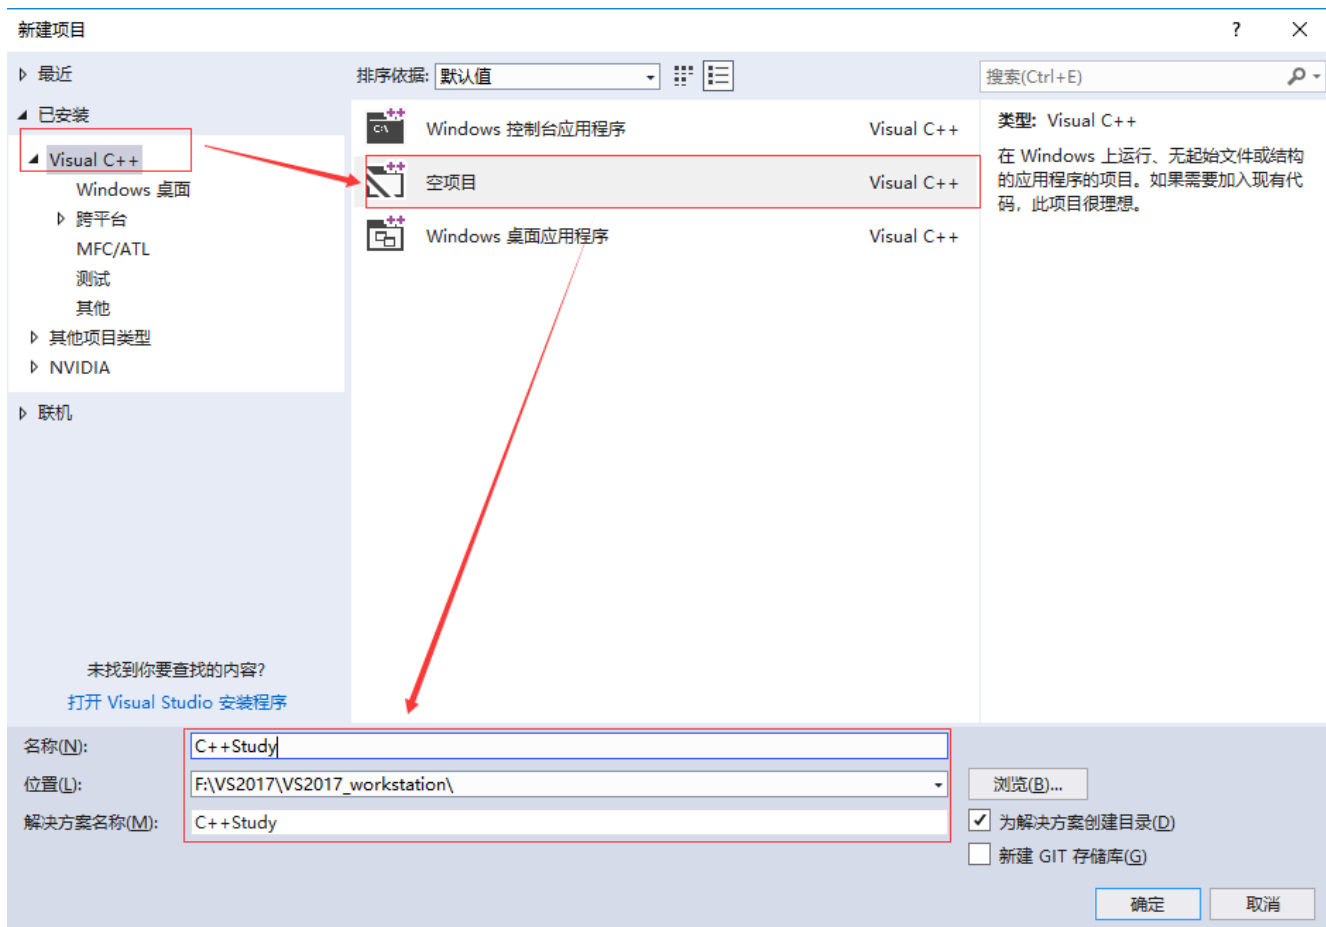 新建项目
?
最近
排序依据: 默认值
搜索(Ctrl+E)
已安装
Visual C++
Windows 桌面
跨平台
MFC/ATL
测试
其他
其他项目类型
NVIDIA
联机
未找到你要查找的内容?
打开 Visual Studio 安装程序
C:\
++
Windows 控制台应用程序 Visual C++
++
空项目 Visual C++
++
Windows 桌面应用程序 Visual C++
类型: Visual C++
在 Windows 上运行、无起始文件或结构
的应用程序的项目。如果需要加入现有代
码，此项目很理想。
名称(N): C++Study
位置(L): F:\VS2017\VS2017_workstation\
浏览(B)...
解决方案名称(M): C++Study
为解决方案创建目录(D)
新建 GIT 存储库(G)
确定 取消